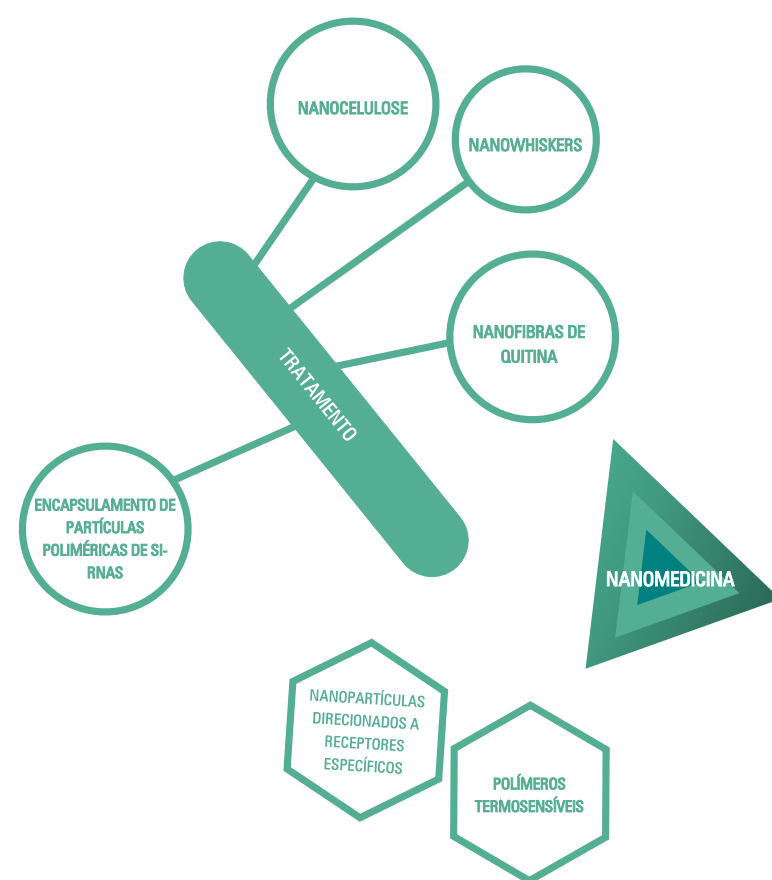 NANOCELULOSE
NANOWHISKERS
NANOFIBRAS DE
QUITINA
TRATAMENTO
ENCAPSULAMENTO DE
PARTÍCULAS
POLIMÉRICAS DE SI-
RNAS
NANOMEDICINA
NANOPARTÍCULAS
DIRECIONADOS A
RECEPTORES
ESPECÍFICOS
POLÍMEROS
TERMOSENSÍVEIS